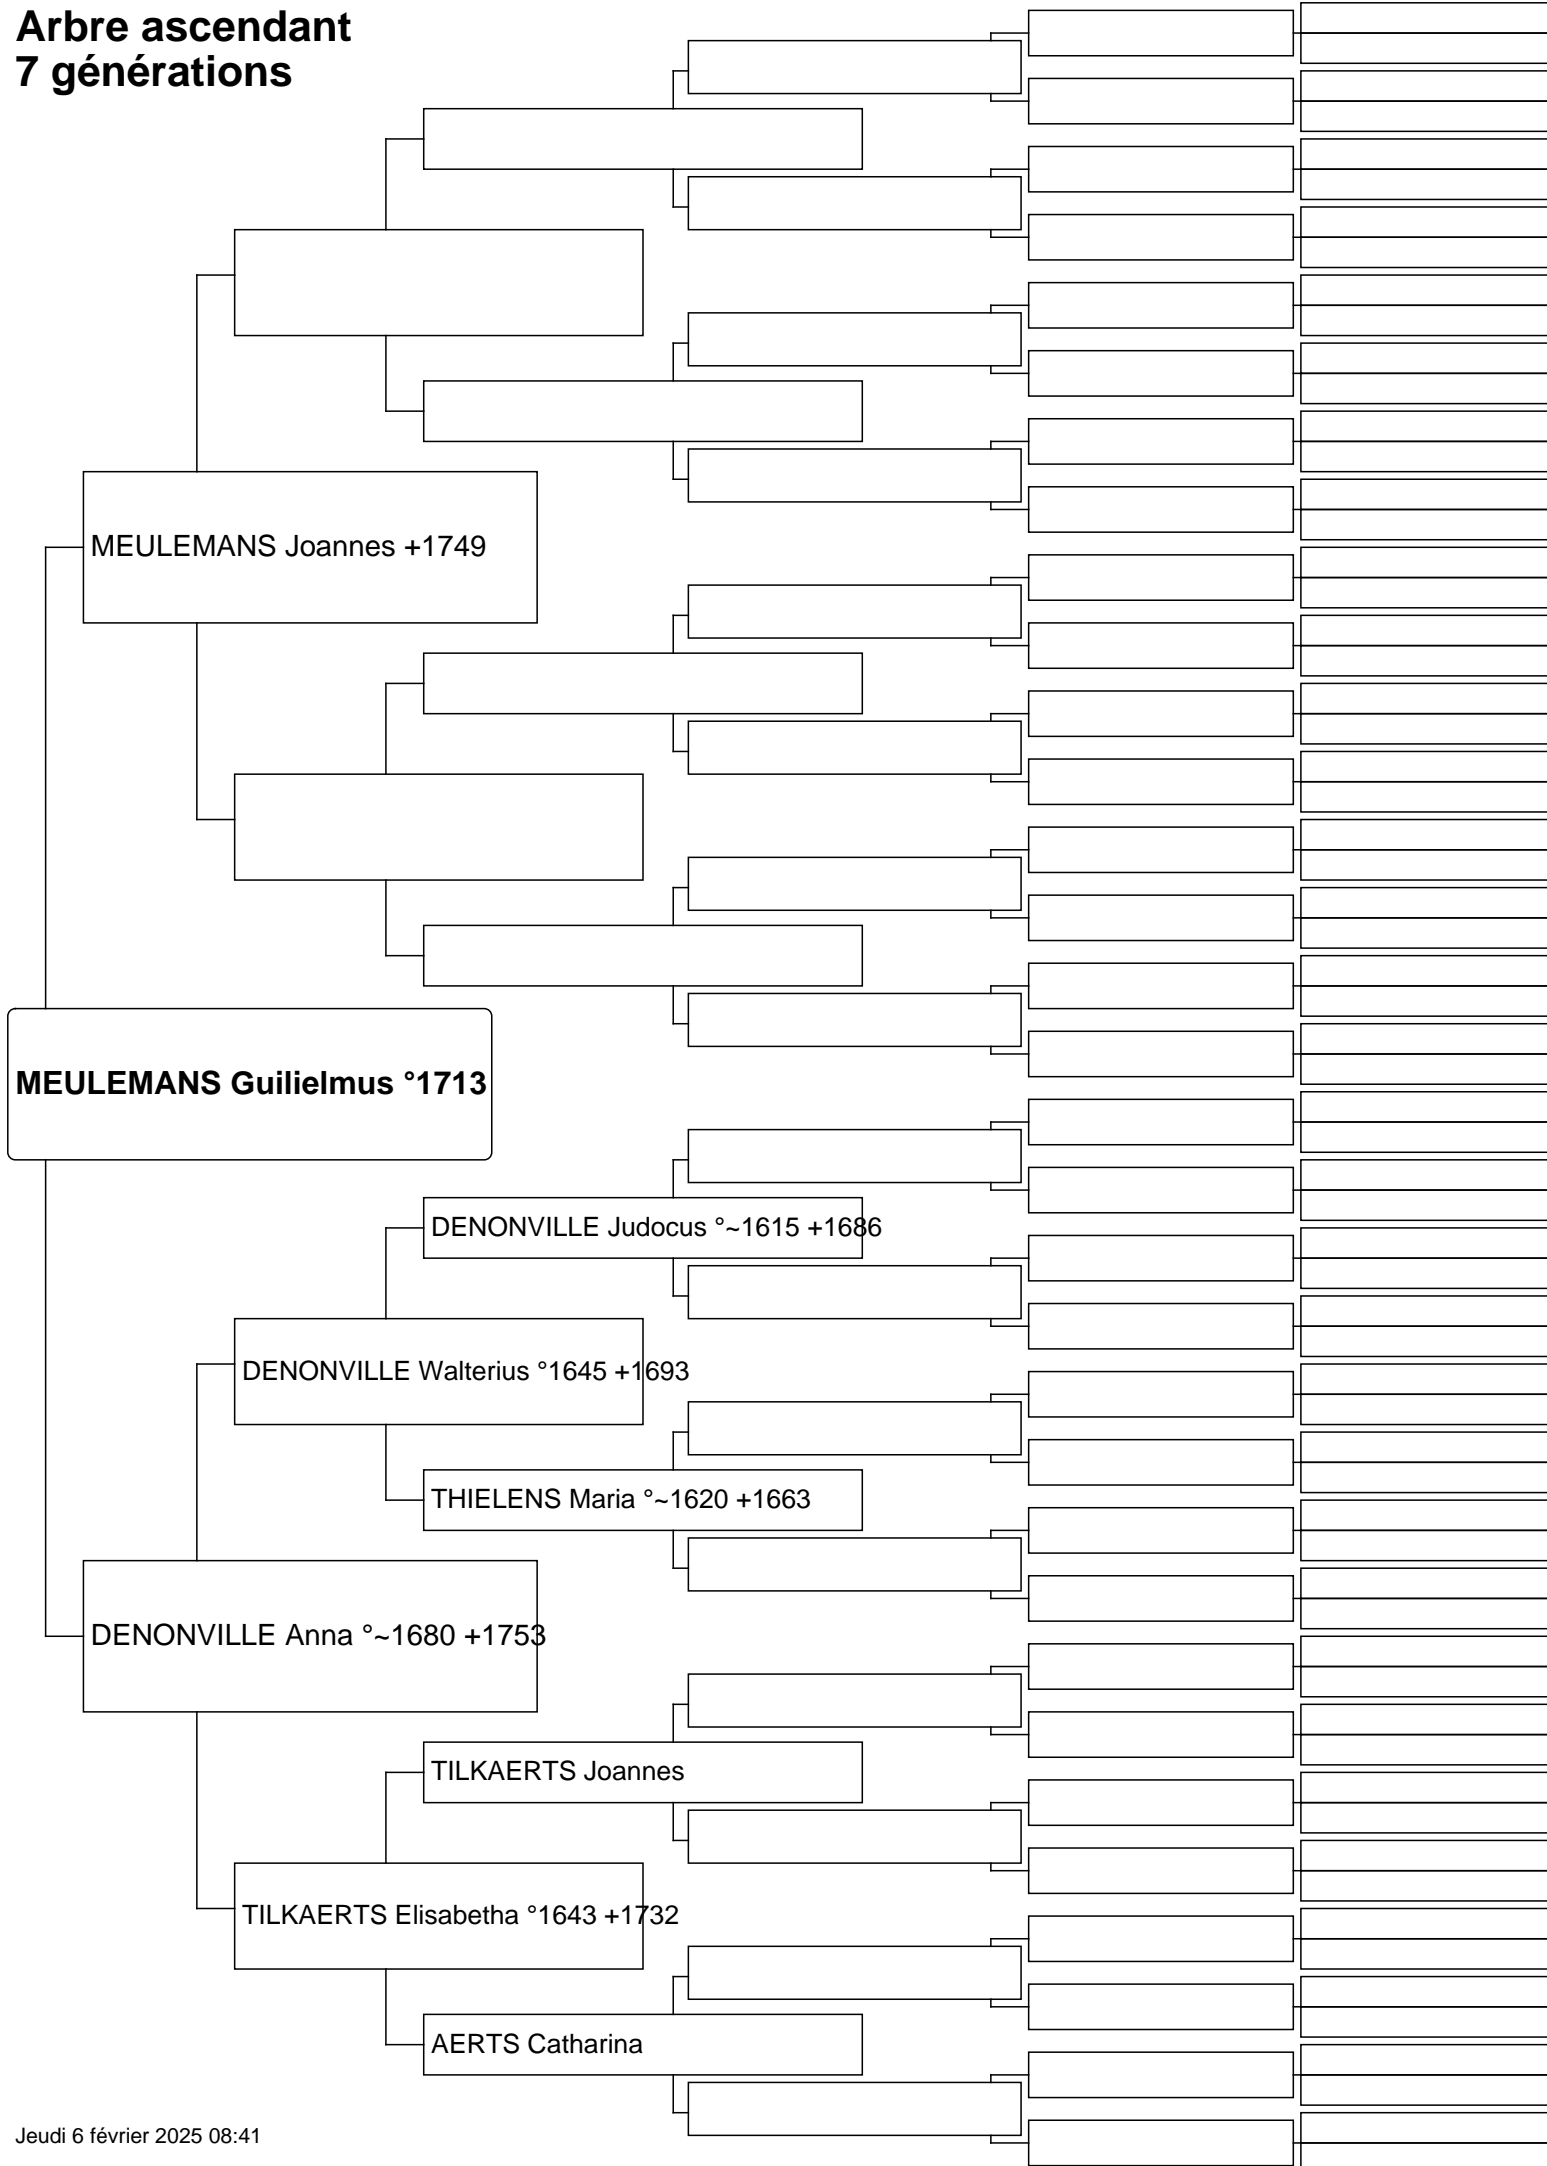 Arbre ascendant
7 générations
MEULEMANS Joannes +1749
MEULEMANS Guilielmus °1713
DENONVILLE Judocus °~1615 +1686
DENONVILLE Walterius °1645 +1693
THIELENS Maria °~1620 +1663
DENONVILLE Anna °~1680 +1753
TILKAERTS Joannes
TILKAERTS Elisabetha °1643 +1732
AERTS Catharina
Jeudi 6 février 2025 08:41